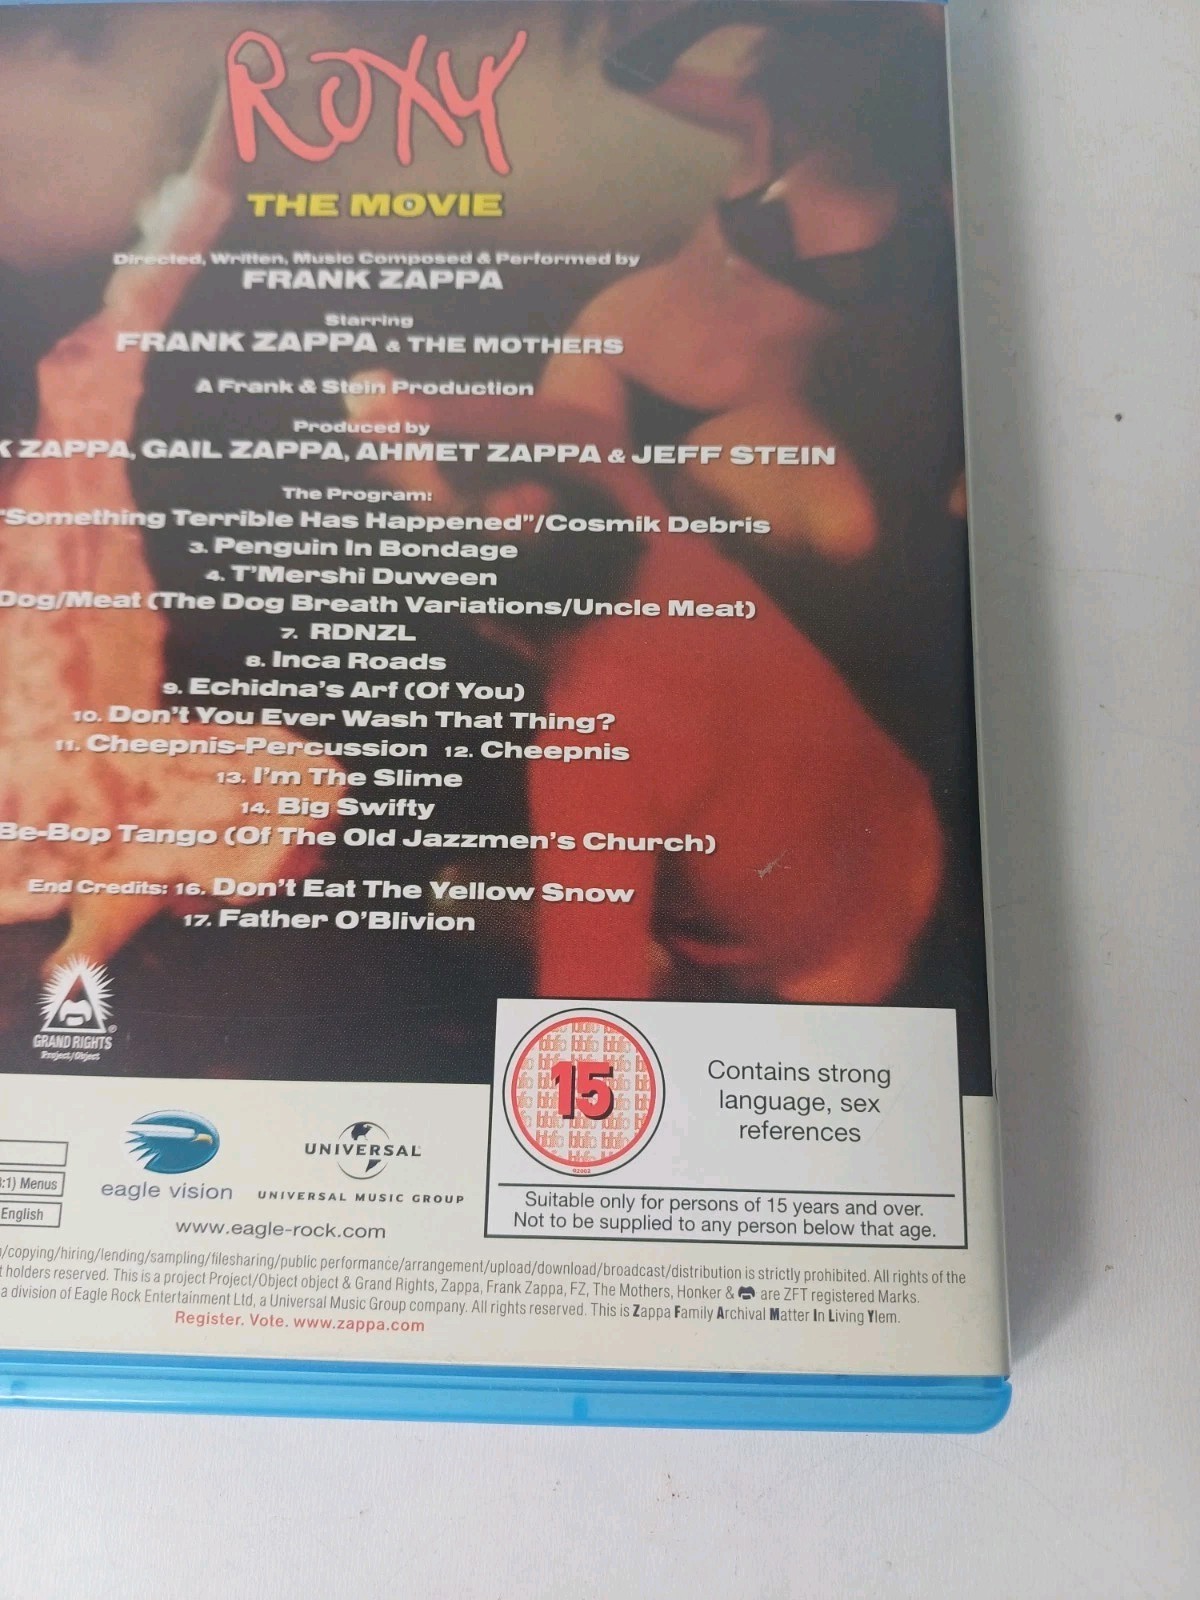 ROXY
THE MOVIE
Directed, Written, Music Composed & Performed by
FRANK ZAPPA
Starring
FRANK ZAPPA & THE MOTHERS
A Frank & Stein Production
Produced by
K ZAPPA, GAIL ZAPPA, AHMET ZAPPA & JEFF STEIN
The Program:
"Something Terrible Has Happened"/Cosmik Debris
3. Penguin In Bondage
4. T'Mershi Duween
Dog/Meat (The Dog Breath Variations/Uncle Meat)
7. RDNZL
8. Inca Roads
9. Echidna's Arf (Of You)
10. Don't You Ever Wash That Thing?
11. Cheepnis-Percussion 12. Cheepnis
13. I'm The Slime
14. Big Swifty
Be-Bop Tango (Of The Old Jazzmen's Church)
End Credits: 16. Don't Eat The Yellow Snow
17. Father O'Blivion
GRAND RIGHTS
Project/Object
15
Contains strong
language, sex
references
Suitable only for persons of 15 years and over.
Not to be supplied to any person below that age.
:1) Menus
English
eagle vision
UNIVERSAL
UNIVERSAL MUSIC GROUP
www.eagle-rock.com
/copying/hiring/lending/sampling/filesharing/public performance/arrangement/upload/download/broadcast/distribution is strictly prohibited. All rights of the
t holders reserved. This is a project Project/Object object & Grand Rights, Zappa, Frank Zappa, FZ, The Mothers, Honker & are ZFT registered Marks.
a division of Eagle Rock Entertainment Ltd, a Universal Music Group company. All rights reserved. This is Zappa Family Archival Matter In Living Ylem.
Register. Vote. www.zappa.com